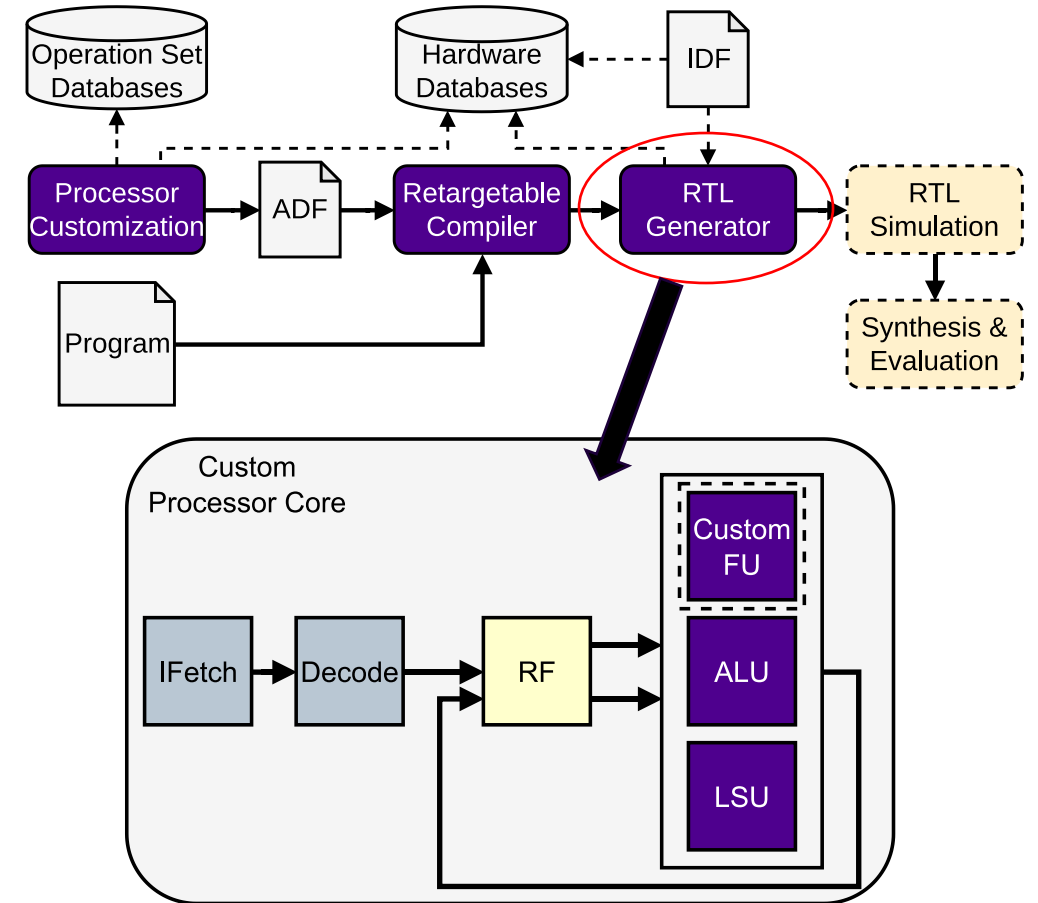 Operation Set
Databases
Hardware
Databases
IDF
Processor
Customization
ADF
Retargetable
Compiler
RTL
Generator
RTL
Simulation
Program
Synthesis &
Evaluation
Custom
Processor Core
Custom
FU
IFetch
Decode
RF
ALU
LSU